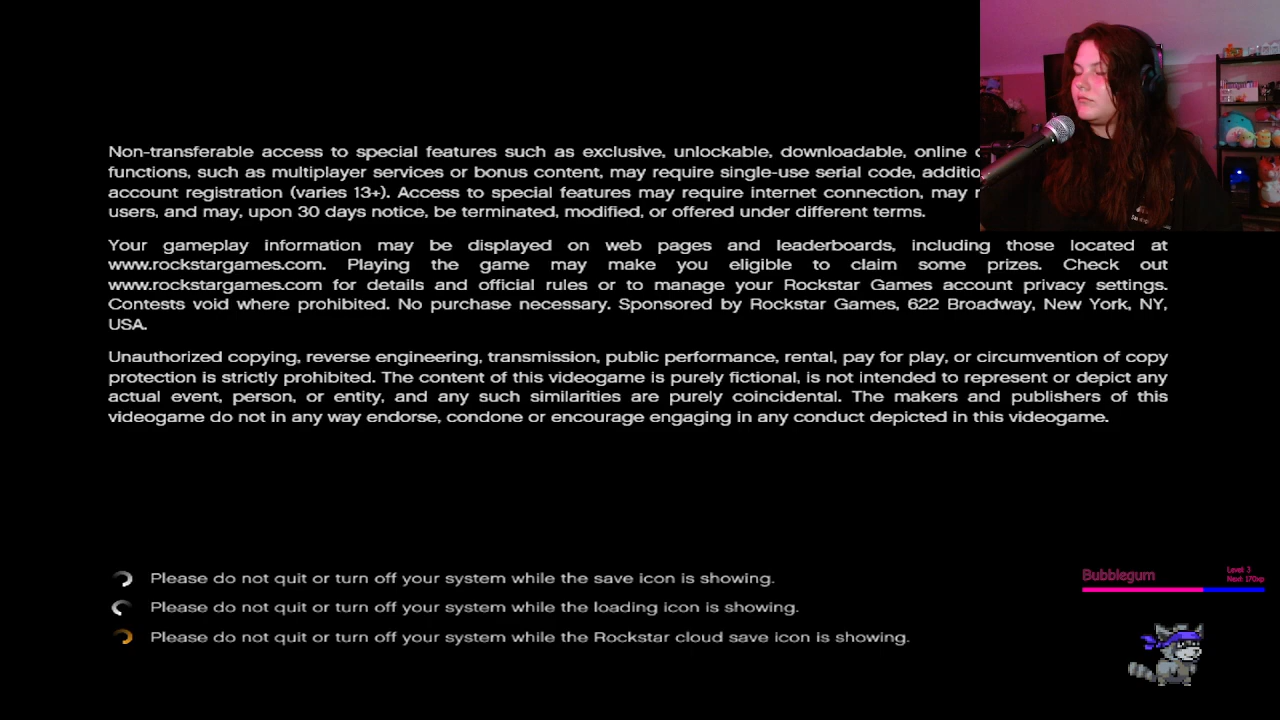 Non-transferable access to special features such as exclusive, unlockable, downloadable, online
functions, such as multiplayer services or bonus content, may require single-use serial code,
account registration (varies 13+). Access to special features may require internet connection, may
users, and may, upon 30 days notice, be terminated, modified, or offered under different terms.
Your gameplay information may be displayed on web pages and leaderboards, including those located at
www.rockstargames.com. Playing the game may make you eligible to claim some prizes. Check out
www.rockstargames.com for details and official rules or to manage your Rockstar Games account privacy settings.
Contests void where prohibited. No purchase necessary. Sponsored by Rockstar Games, 622 Broadway, New York, NY,
USA.
Unauthorized copying, reverse engineering, transmission, public performance, rental, pay for play, or circumvention of copy
protection is strictly prohibited. The content of this videogame is purely fictional, is not intended to represent or depict any
actual event, person, or entity, and any such similarities are purely coincidental. The makers and publishers of this
videogame do not in any way endorse, condone or encourage engaging in any conduct depicted in this videogame.
Please do not quit or turn off your system while the save icon is showing.
Please do not quit or turn off your system while the loading icon is showing.
Please do not quit or turn off your system while the Rockstar cloud save icon is showing.
Bubblegum
Level: 3
Next: 170xp